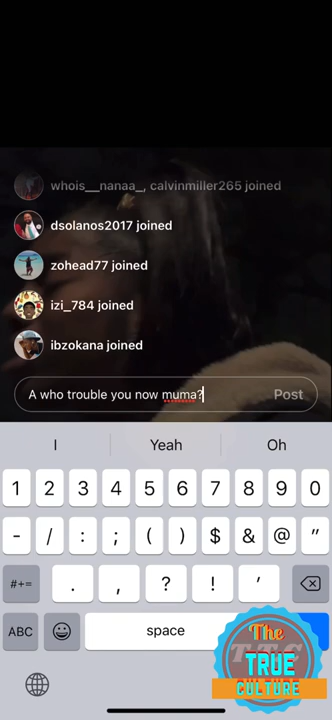 whois__nanaa_, calvinmiller265 joined
dsolanos2017 joined
zohead77 joined
izi_784 joined
ibzokana joined
A who trouble you now muma?
Post
I Yeah Oh
1 2 3 4 5 6 7 8 9 0
- / : ; ( ) $ & @ "
#+= . , ? ! '
ABC space
The
TTC
TRUE
CULTURE